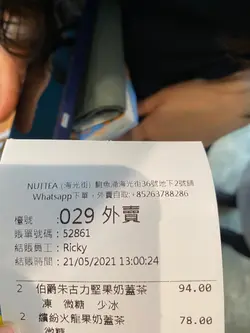 NUTTEA (海光街) 鰂魚涌海光街36號地下2號舖
Whatsapp下單，外賣自取:+85263788286
檯號 :029 外賣
賬單號碼 : 52861
結賬員工 : Ricky
結賬時間 : 21/05/2021 13:00:24
2 伯爵朱古力堅果奶蓋茶 94.00
凍 微糖 少冰
2 繽紛火龍果奶蓋茶 78.00
微糖